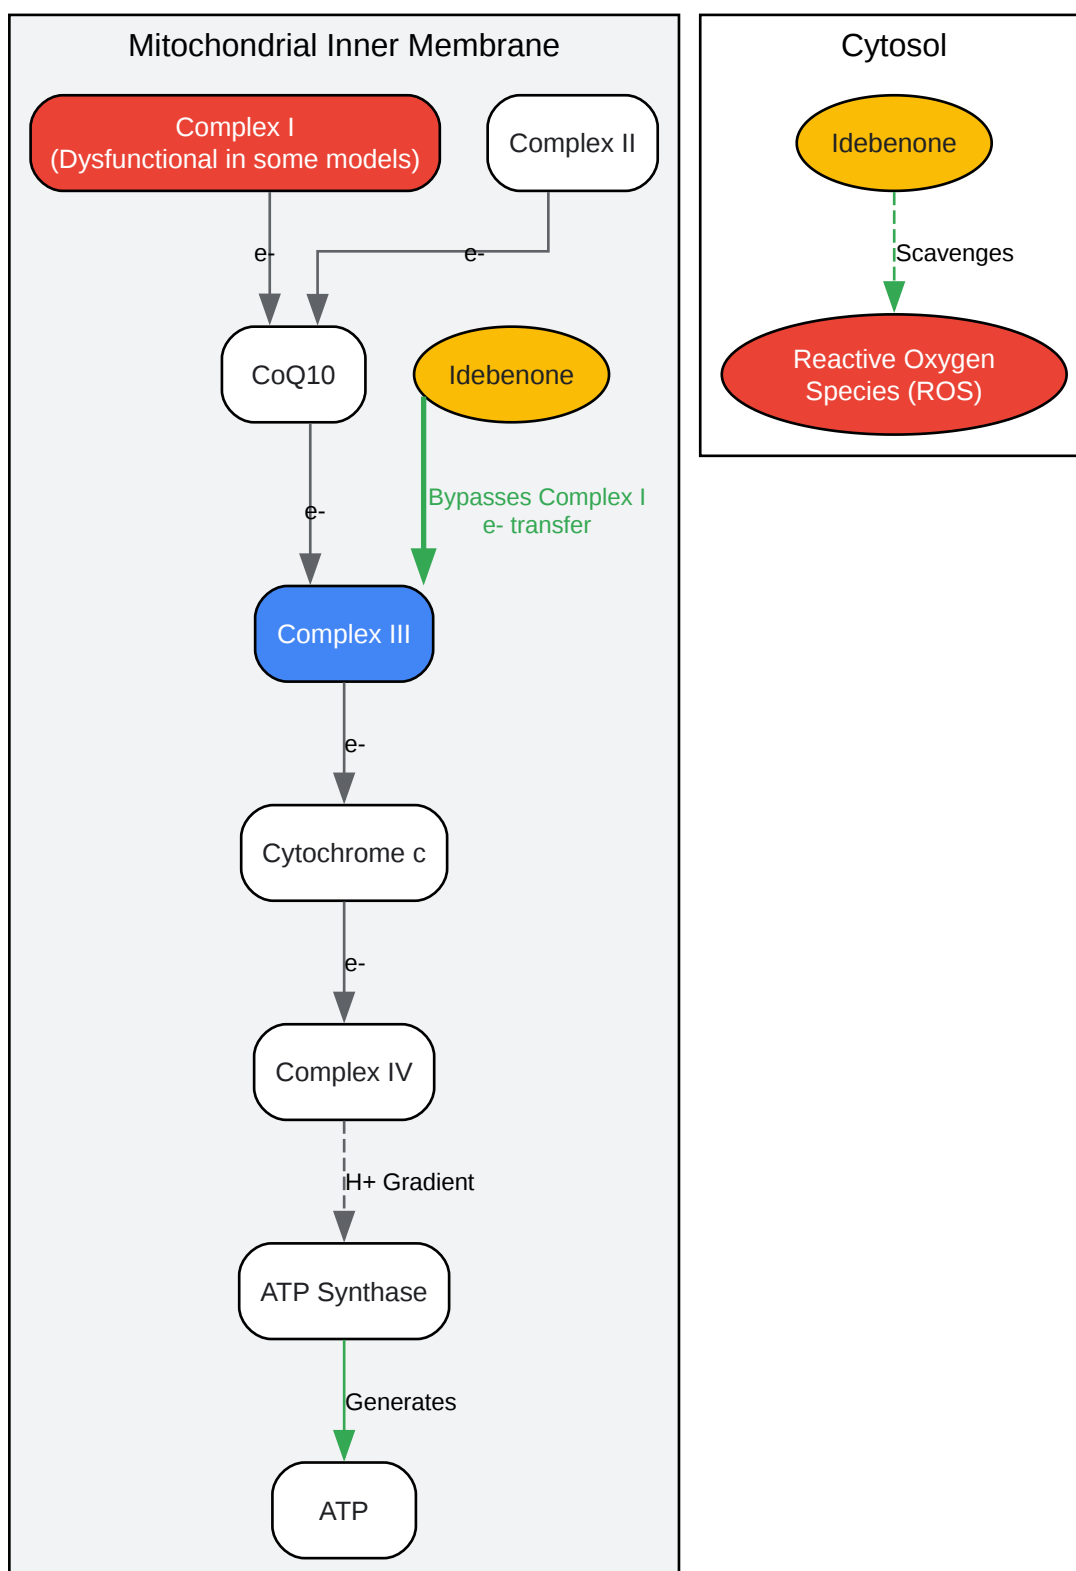 Mitochondrial Inner Membrane
Complex I
(Dysfunctional in some models)
Complex II
e-
e-
CoQ10
Idebenone
e-
Bypasses Complex I
e- transfer
Complex III
e-
Cytochrome c
e-
Complex IV
H+ Gradient
ATP Synthase
Generates
ATP
Cytosol
Idebenone
Scavenges
Reactive Oxygen
Species (ROS)